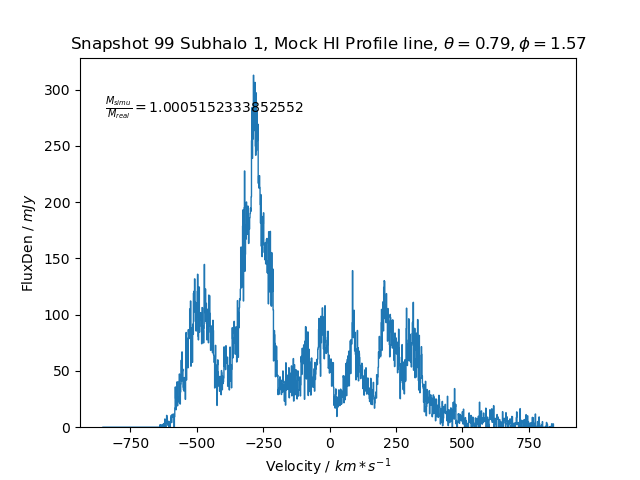 Snapshot 99 Subhalo 1, Mock HI Profile line, θ = 0.79, ϕ = 1.57
M_simu/M_real = 1.0005152333852552
FluxDen / mJy
300
250
200
150
100
50
0
−750 −500 −250 0 250 500 750
Velocity / km * s⁻¹